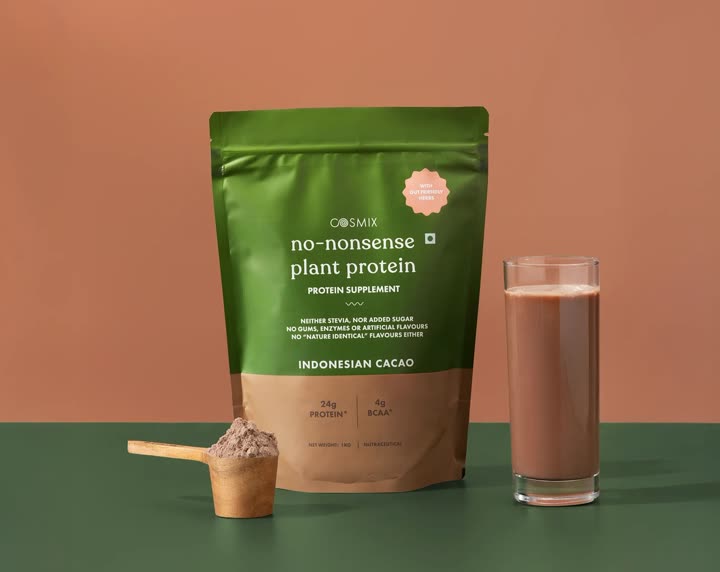 WITH
GUT FRIENDLY
HERBS
COSMIX
no-nonsense
plant protein
PROTEIN SUPPLEMENT
NEITHER STEVIA, NOR ADDED SUGAR
NO GUMS, ENZYMES OR ARTIFICIAL FLAVOURS
NO "NATURE IDENTICAL" FLAVOURS EITHER
INDONESIAN CACAO
24g
PROTEIN*
4g
BCAA*
NET WEIGHT: 1KG
NUTRACEUTICAL